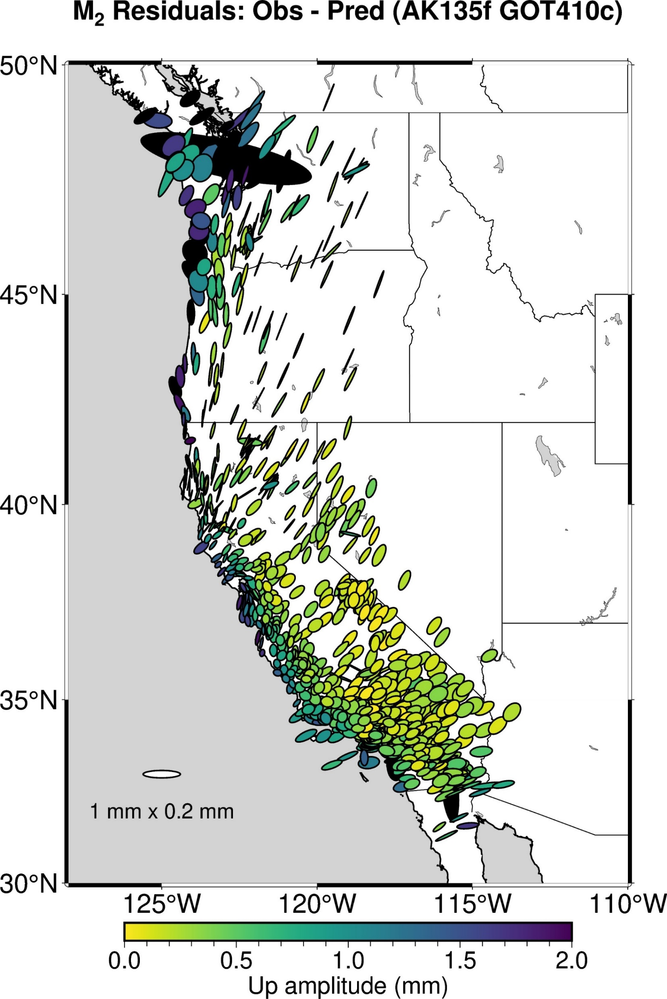 M₂ Residuals: Obs - Pred (AK135f GOT410c)
50°N
45°N
40°N
35°N
30°N
1 mm x 0.2 mm
125°W 120°W 115°W 110°W
0.0 0.5 1.0 1.5 2.0
Up amplitude (mm)